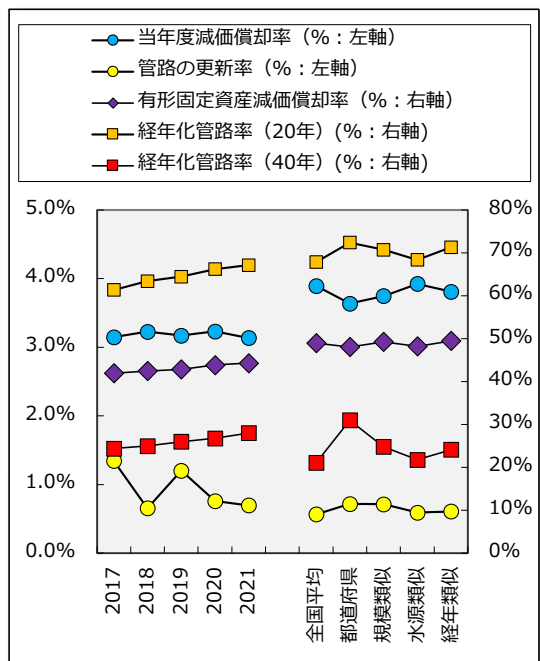 当年度減価償却率（%：左軸）
管路の更新率（%：左軸）
有形固定資産減価償却率（%：右軸）
経年化管路率（20年）(%：右軸)
経年化管路率（40年）(%：右軸)
5.0%
4.0%
3.0%
2.0%
1.0%
0.0%
80%
70%
60%
50%
40%
30%
20%
10%
0%
2017
2018
2019
2020
2021
全国平均
都道府県
規模類似
水源類似
経年類似